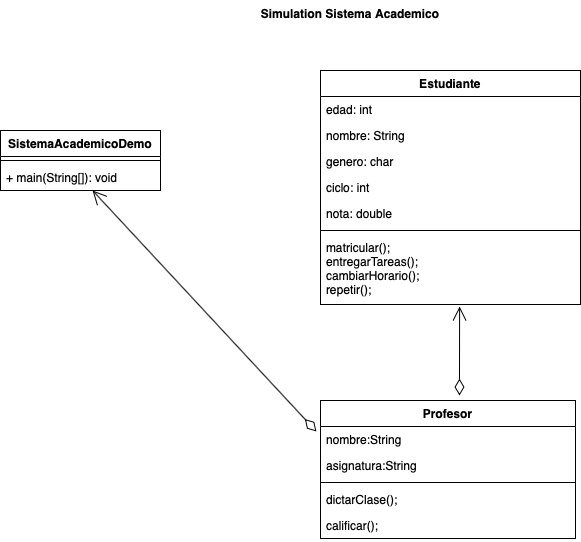 Simulation Sistema Academico
Estudiante
edad: int
nombre: String
genero: char
ciclo: int
nota: double
matricular();
entregarTareas();
cambiarHorario();
repetir();
SistemaAcademicoDemo
+ main(String[]): void
Profesor
nombre:String
asignatura:String
dictarClase();
calificar();